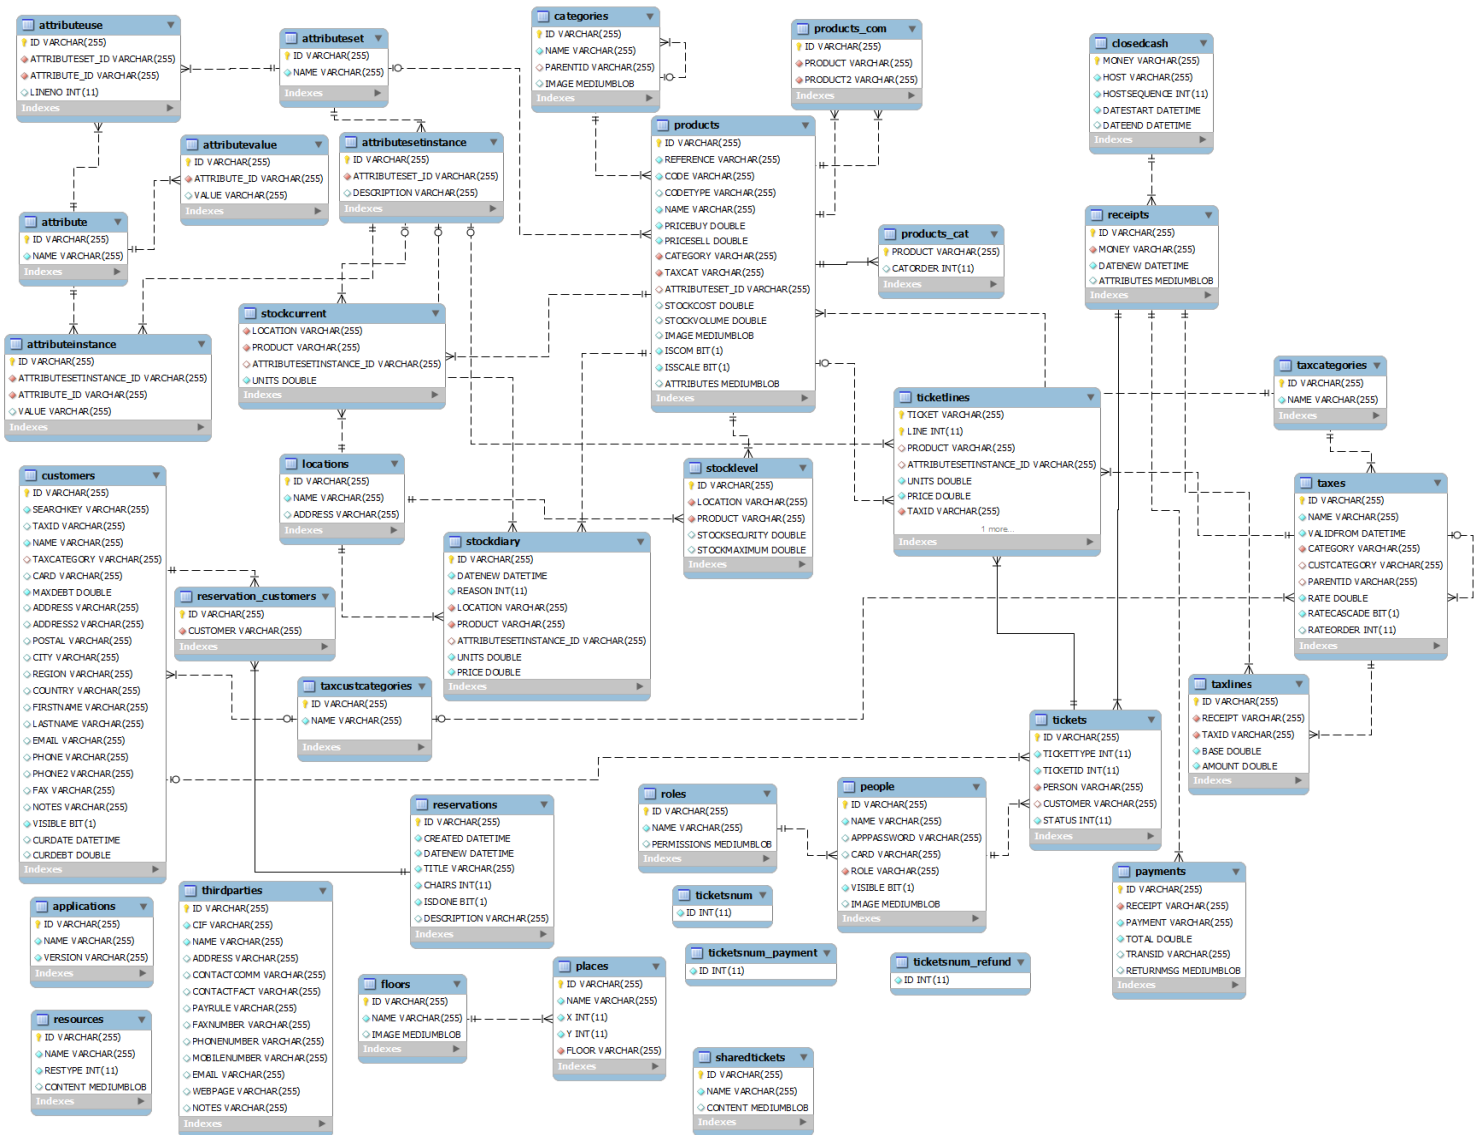 attributeuse
ID VARCHAR(255)
ATTRIBUTESET_ID VARCHAR(255)
ATTRIBUTE_ID VARCHAR(255)
LINENO INT(11)
Indexes
attributeset
ID VARCHAR(255)
NAME VARCHAR(255)
Indexes
categories
ID VARCHAR(255)
NAME VARCHAR(255)
PARENTID VARCHAR(255)
IMAGE MEDIUMBLOB
Indexes
products_com
ID VARCHAR(255)
PRODUCT VARCHAR(255)
PRODUCT2 VARCHAR(255)
Indexes
closedcash
MONEY VARCHAR(255)
HOST VARCHAR(255)
HOSTSEQUENCE INT(11)
DATESTART DATETIME
DATEEND DATETIME
Indexes
attributevalue
ID VARCHAR(255)
ATTRIBUTE_ID VARCHAR(255)
VALUE VARCHAR(255)
Indexes
attributesetinstance
ID VARCHAR(255)
ATTRIBUTESET_ID VARCHAR(255)
DESCRIPTION VARCHAR(255)
Indexes
products
ID VARCHAR(255)
REFERENCE VARCHAR(255)
CODE VARCHAR(255)
CODETYPE VARCHAR(255)
NAME VARCHAR(255)
PRICEBUY DOUBLE
PRICESELL DOUBLE
CATEGORY VARCHAR(255)
TAXCAT VARCHAR(255)
ATTRIBUTESET_ID VARCHAR(255)
STOCKCOST DOUBLE
STOCKVOLUME DOUBLE
IMAGE MEDIUMBLOB
ISCOM BIT(1)
ISSCALE BIT(1)
ATTRIBUTES MEDIUMBLOB
Indexes
attribute
ID VARCHAR(255)
NAME VARCHAR(255)
Indexes
products_cat
PRODUCT VARCHAR(255)
CATORDER INT(11)
Indexes
receipts
ID VARCHAR(255)
MONEY VARCHAR(255)
DATENEW DATETIME
ATTRIBUTES MEDIUMBLOB
Indexes
stockcurrent
LOCATION VARCHAR(255)
PRODUCT VARCHAR(255)
ATTRIBUTESETINSTANCE_ID VARCHAR(255)
UNITS DOUBLE
Indexes
attributeinstance
ID VARCHAR(255)
ATTRIBUTESETINSTANCE_ID VARCHAR(255)
ATTRIBUTE_ID VARCHAR(255)
VALUE VARCHAR(255)
Indexes
ticketlines
TICKET VARCHAR(255)
LINE INT(11)
PRODUCT VARCHAR(255)
ATTRIBUTESETINSTANCE_ID VARCHAR(255)
UNITS DOUBLE
PRICE DOUBLE
TAXID VARCHAR(255)
1 more...
Indexes
taxcategories
ID VARCHAR(255)
NAME VARCHAR(255)
Indexes
customers
ID VARCHAR(255)
SEARCHKEY VARCHAR(255)
TAXID VARCHAR(255)
NAME VARCHAR(255)
TAXCATEGORY VARCHAR(255)
CARD VARCHAR(255)
MAXDEBT DOUBLE
ADDRESS VARCHAR(255)
ADDRESS2 VARCHAR(255)
POSTAL VARCHAR(255)
CITY VARCHAR(255)
REGION VARCHAR(255)
COUNTRY VARCHAR(255)
FIRSTNAME VARCHAR(255)
LASTNAME VARCHAR(255)
EMAIL VARCHAR(255)
PHONE VARCHAR(255)
PHONE2 VARCHAR(255)
FAX VARCHAR(255)
NOTES VARCHAR(255)
VISIBLE BIT(1)
CURDATE DATETIME
CURDEBT DOUBLE
Indexes
locations
ID VARCHAR(255)
NAME VARCHAR(255)
ADDRESS VARCHAR(255)
Indexes
stocklevel
ID VARCHAR(255)
LOCATION VARCHAR(255)
PRODUCT VARCHAR(255)
STOCKSECURITY DOUBLE
STOCKMAXIMUM DOUBLE
Indexes
taxes
ID VARCHAR(255)
NAME VARCHAR(255)
VALIDFROM DATETIME
CATEGORY VARCHAR(255)
CUSTCATEGORY VARCHAR(255)
PARENTID VARCHAR(255)
RATE DOUBLE
RATECASCADE BIT(1)
RATEORDER INT(11)
Indexes
stockdiary
ID VARCHAR(255)
DATENEW DATETIME
REASON INT(11)
LOCATION VARCHAR(255)
PRODUCT VARCHAR(255)
ATTRIBUTESETINSTANCE_ID VARCHAR(255)
UNITS DOUBLE
PRICE DOUBLE
Indexes
reservation_customers
ID VARCHAR(255)
CUSTOMER VARCHAR(255)
Indexes
taxcustcategories
ID VARCHAR(255)
NAME VARCHAR(255)
Indexes
taxlines
ID VARCHAR(255)
RECEIPT VARCHAR(255)
TAXID VARCHAR(255)
BASE DOUBLE
AMOUNT DOUBLE
Indexes
tickets
ID VARCHAR(255)
TICKETTYPE INT(11)
TICKETID INT(11)
PERSON VARCHAR(255)
CUSTOMER VARCHAR(255)
STATUS INT(11)
Indexes
reservations
ID VARCHAR(255)
CREATED DATETIME
DATENEW DATETIME
TITLE VARCHAR(255)
CHAIRS INT(11)
ISDONE BIT(1)
DESCRIPTION VARCHAR(255)
Indexes
roles
ID VARCHAR(255)
NAME VARCHAR(255)
PERMISSIONS MEDIUMBLOB
Indexes
people
ID VARCHAR(255)
NAME VARCHAR(255)
APPPASSWORD VARCHAR(255)
CARD VARCHAR(255)
ROLE VARCHAR(255)
VISIBLE BIT(1)
IMAGE MEDIUMBLOB
Indexes
payments
ID VARCHAR(255)
RECEIPT VARCHAR(255)
PAYMENT VARCHAR(255)
TOTAL DOUBLE
TRANSID VARCHAR(255)
RETURNMSG MEDIUMBLOB
Indexes
applications
ID VARCHAR(255)
NAME VARCHAR(255)
VERSION VARCHAR(255)
Indexes
thirdparties
ID VARCHAR(255)
CIF VARCHAR(255)
NAME VARCHAR(255)
ADDRESS VARCHAR(255)
CONTACTCOMM VARCHAR(255)
CONTACTFACT VARCHAR(255)
PAYRULE VARCHAR(255)
FAXNUMBER VARCHAR(255)
PHONENUMBER VARCHAR(255)
MOBILENUMBER VARCHAR(255)
EMAIL VARCHAR(255)
WEBPAGE VARCHAR(255)
NOTES VARCHAR(255)
Indexes
ticketsnum
ID INT(11)
ticketsnum_payment
ID INT(11)
ticketsnum_refund
ID INT(11)
floors
ID VARCHAR(255)
NAME VARCHAR(255)
IMAGE MEDIUMBLOB
Indexes
places
ID VARCHAR(255)
NAME VARCHAR(255)
X INT(11)
Y INT(11)
FLOOR VARCHAR(255)
Indexes
resources
ID VARCHAR(255)
NAME VARCHAR(255)
RESTYPE INT(11)
CONTENT MEDIUMBLOB
Indexes
sharedtickets
ID VARCHAR(255)
NAME VARCHAR(255)
CONTENT MEDIUMBLOB
Indexes